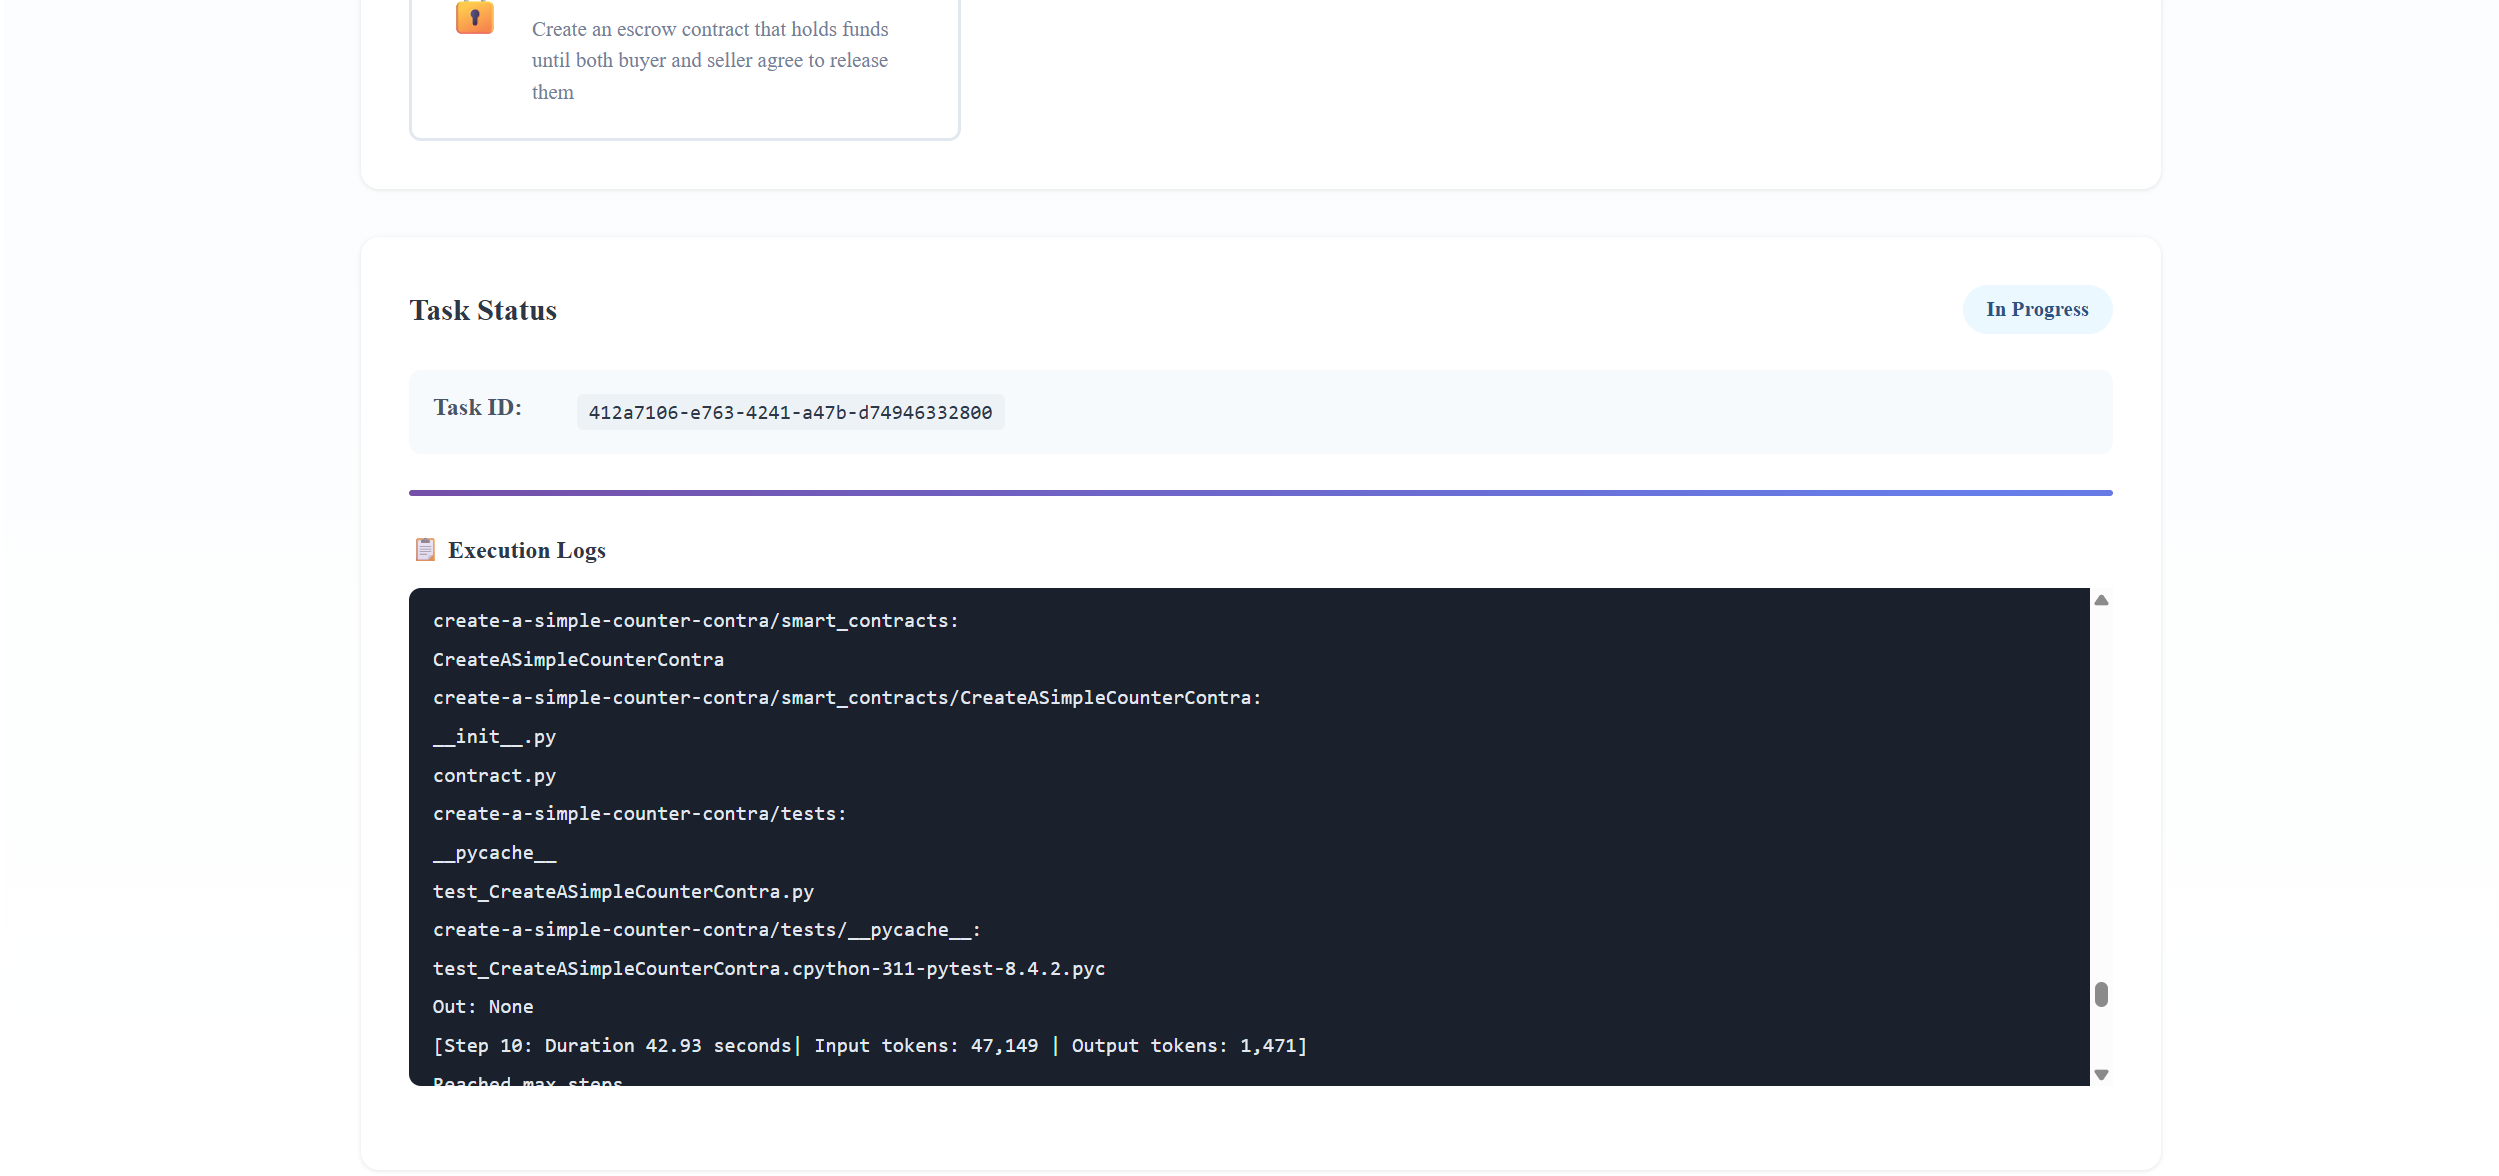 Create an escrow contract that holds funds
until both buyer and seller agree to release
them
Task Status
In Progress
Task ID: 412a7106-e763-4241-a47b-d74946332800
Execution Logs
create-a-simple-counter-contra/smart_contracts:
CreateASimpleCounterContra
create-a-simple-counter-contra/smart_contracts/CreateASimpleCounterContra:
__init__.py
contract.py
create-a-simple-counter-contra/tests:
__pycache__
test_CreateASimpleCounterContra.py
create-a-simple-counter-contra/tests/__pycache__:
test_CreateASimpleCounterContra.cpython-311-pytest-8.4.2.pyc
Out: None
[Step 10: Duration 42.93 seconds| Input tokens: 47,149 | Output tokens: 1,471]
Reached max steps